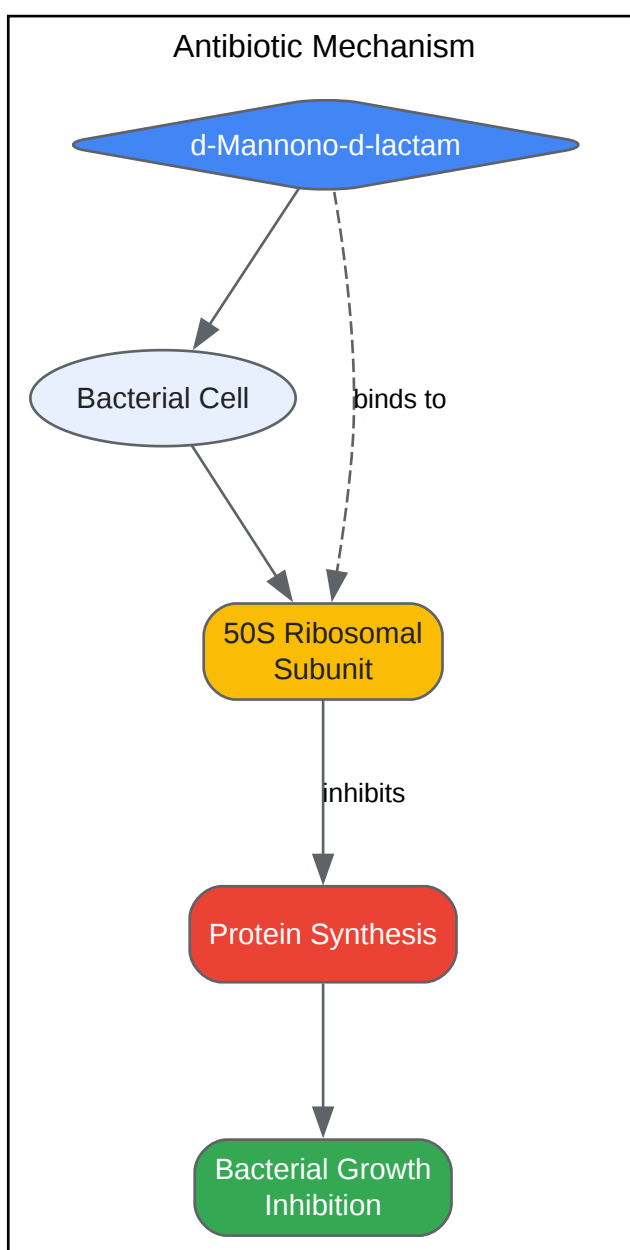 Antibiotic Mechanism
d-Mannono-d-lactam
Bacterial Cell
binds to
50S Ribosomal
Subunit
inhibits
Protein Synthesis
Bacterial Growth
Inhibition